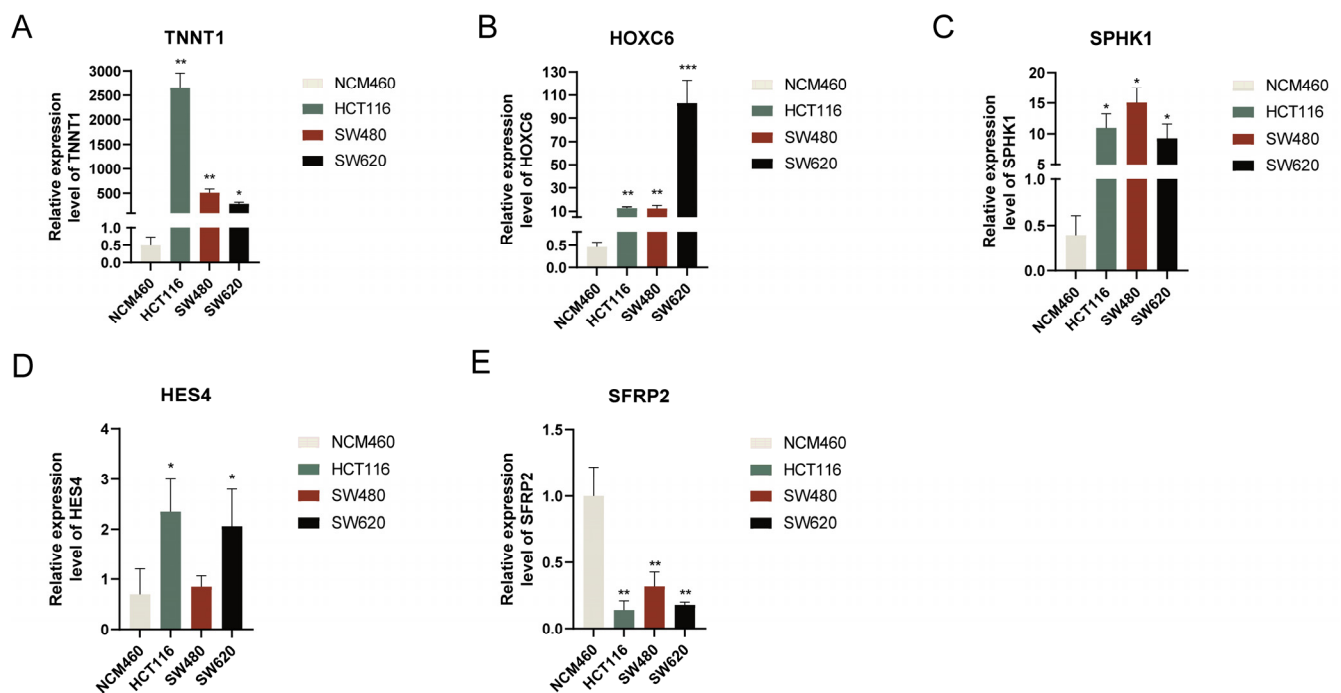 A
TNNT1
Relative expression
level of TNNT1
3000
2500
2000
1500
1000
500
1.0
0.5
0.0
NCM460
HCT116
SW480
SW620
**
**
*
NCM460
HCT116
SW480
SW620
B
HOXC6
Relative expression
level of HOXC6
130
110
90
70
50
30
10
0.5
0.0
NCM460
HCT116
SW480
SW620
**
**
***
NCM460
HCT116
SW480
SW620
C
SPHK1
Relative expression
level of SPHK1
20
15
10
5
1.0
0.5
0.0
NCM460
HCT116
SW480
SW620
*
*
*
NCM460
HCT116
SW480
SW620
D
HES4
Relative expression
level of HES4
4
3
2
1
0
NCM460
HCT116
SW480
SW620
*
*
NCM460
HCT116
SW480
SW620
E
SFRP2
Relative expression
level of SFRP2
1.5
1.0
0.5
0.0
NCM460
HCT116
SW480
SW620
**
**
**
NCM460
HCT116
SW480
SW620